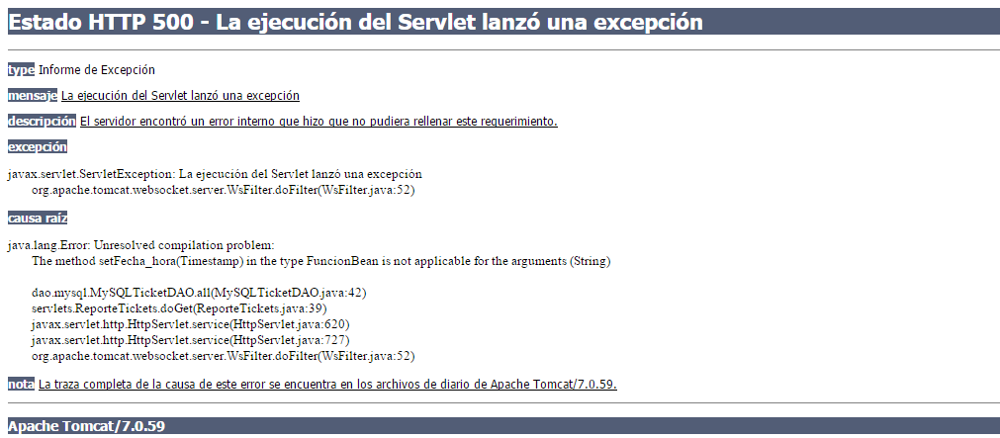 Estado HTTP 500 - La ejecución del Servlet lanzó una excepción
type Informe de Excepción
mensaje La ejecución del Servlet lanzó una excepción
descripción El servidor encontró un error interno que hizo que no pudiera rellenar este requerimiento.
excepción
javax.servlet.ServletException: La ejecución del Servlet lanzó una excepción
org.apache.tomcat.websocket.server.WsFilter.doFilter(WsFilter.java:52)
causa raíz
java.lang.Error: Unresolved compilation problem:
The method setFecha_hora(Timestamp) in the type FuncionBean is not applicable for the arguments (String)
dao.mysql.MySQLTicketDAO.all(MySQLTicketDAO.java:42)
servlets.ReporteTickets.doGet(ReporteTickets.java:39)
javax.servlet.http.HttpServlet.service(HttpServlet.java:620)
javax.servlet.http.HttpServlet.service(HttpServlet.java:727)
org.apache.tomcat.websocket.server.WsFilter.doFilter(WsFilter.java:52)
nota La traza completa de la causa de este error se encuentra en los archivos de diario de Apache Tomcat/7.0.59.
Apache Tomcat/7.0.59